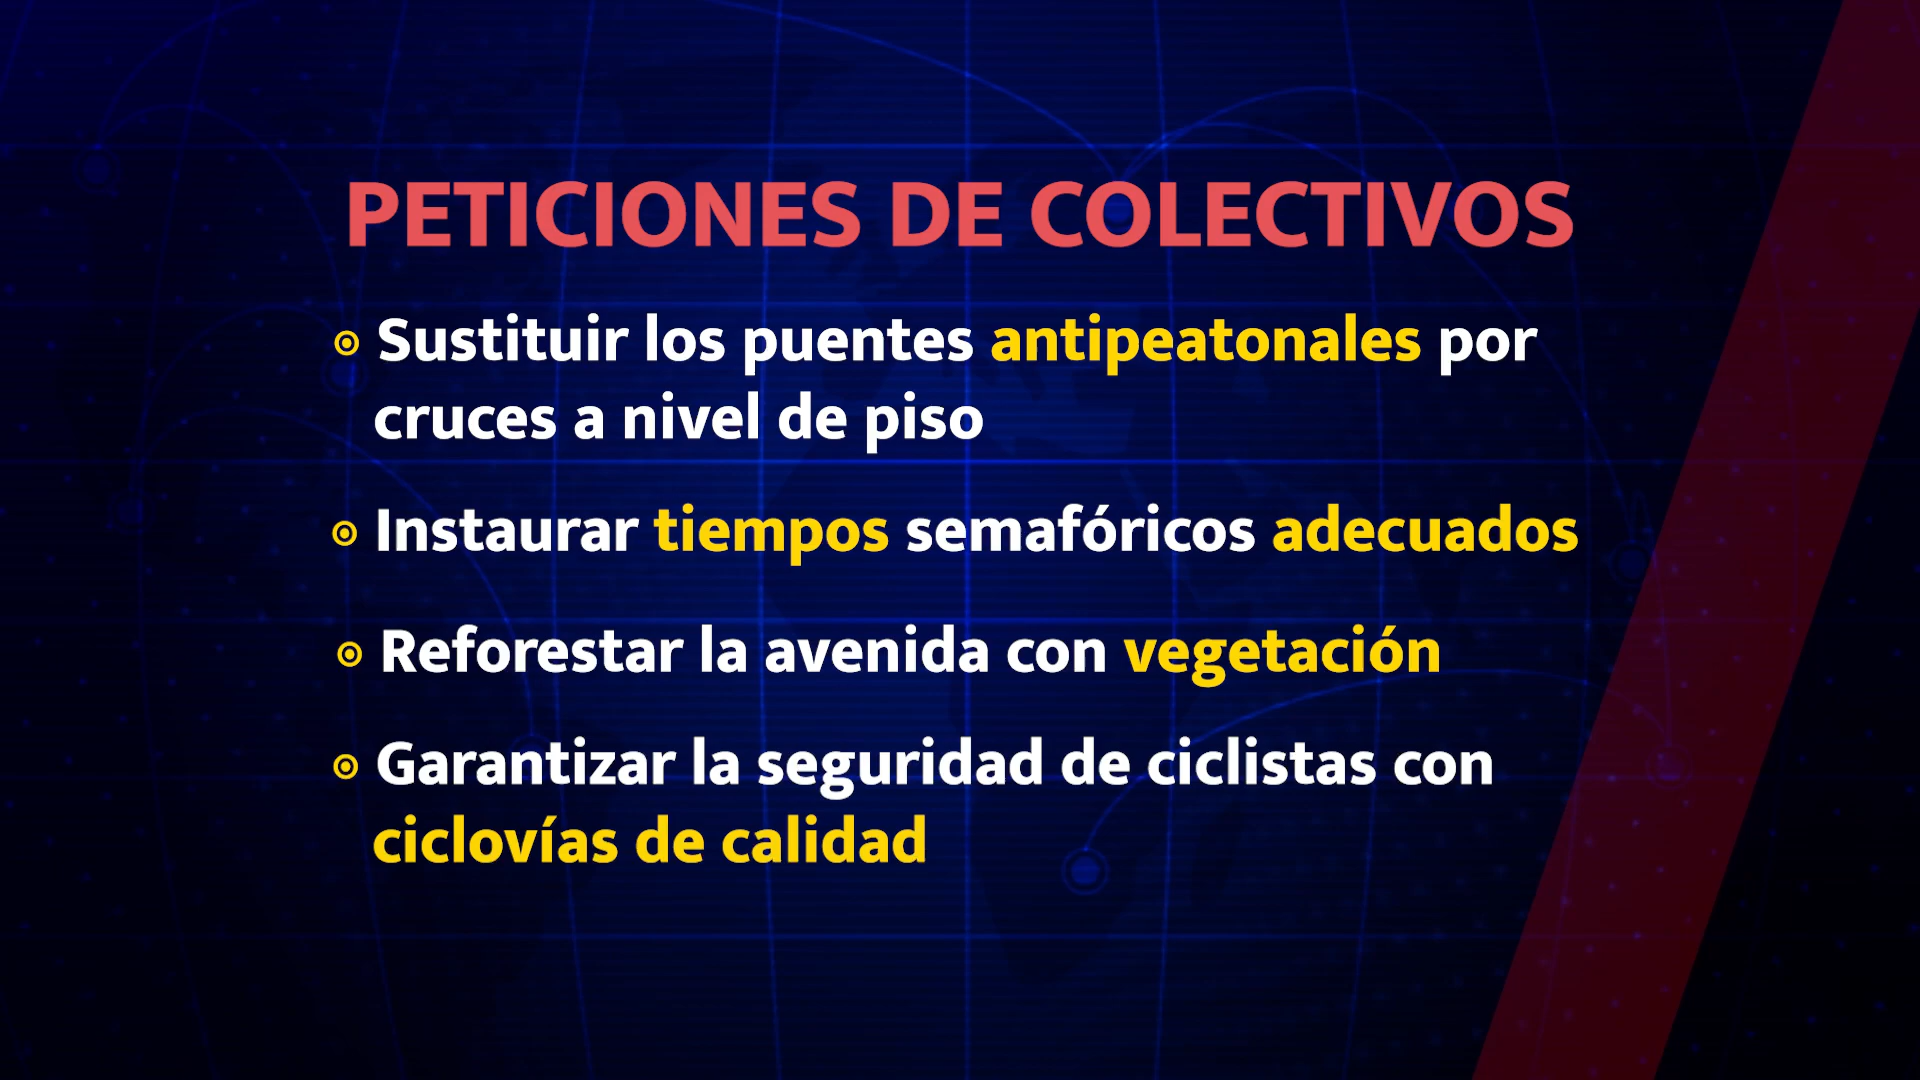 PETICIONES DE COLECTIVOS
Sustituir los puentes antipeatonales por
cruces a nivel de piso
Instaurar tiempos semafóricos adecuados
Reforestar la avenida con vegetación
Garantizar la seguridad de ciclistas con
ciclovías de calidad